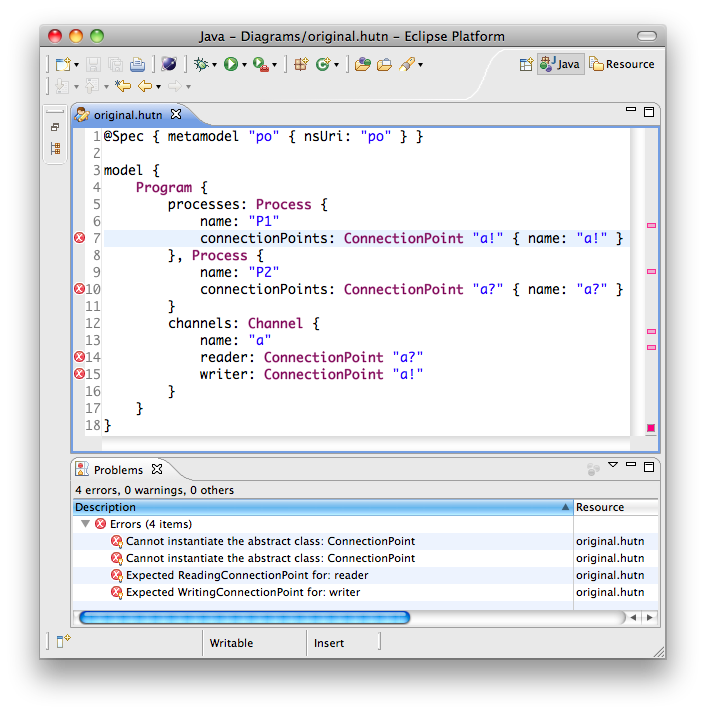 Java – Diagrams/original.hutn – Eclipse Platform
Java Resource
original.hutn
1 @Spec { metamodel "po" { nsUri: "po" } }
2
3 model {
4     Program {
5         processes: Process {
6             name: "P1"
7             connectionPoints: ConnectionPoint "a!" { name: "a!" }
8         }, Process {
9             name: "P2"
10             connectionPoints: ConnectionPoint "a?" { name: "a?" }
11         }
12         channels: Channel {
13             name: "a"
14             reader: ConnectionPoint "a?"
15             writer: ConnectionPoint "a!"
16         }
17     }
18 }
Problems
4 errors, 0 warnings, 0 others
Description Resource
Errors (4 items)
Cannot instantiate the abstract class: ConnectionPoint original.hutn
Cannot instantiate the abstract class: ConnectionPoint original.hutn
Expected ReadingConnectionPoint for: reader original.hutn
Expected WritingConnectionPoint for: writer original.hutn
Writable Insert